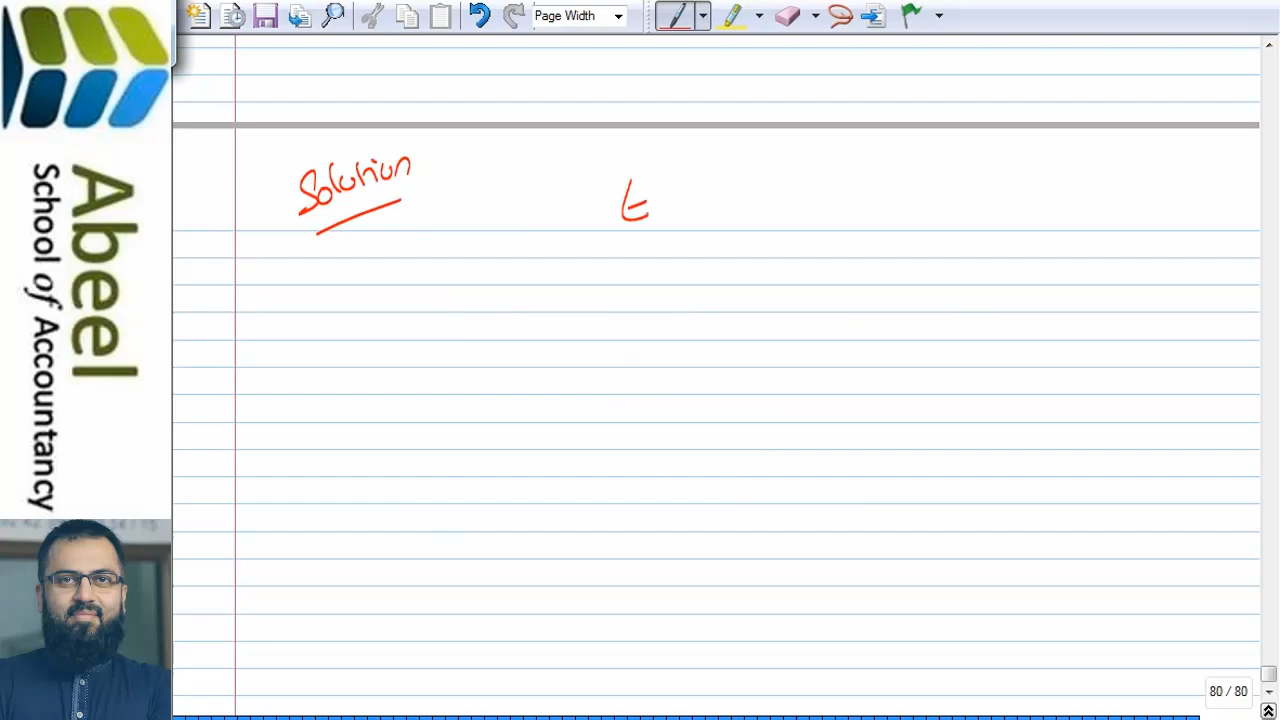 Page Width
Abeel
School of Accountancy
Solution
E
80 / 80